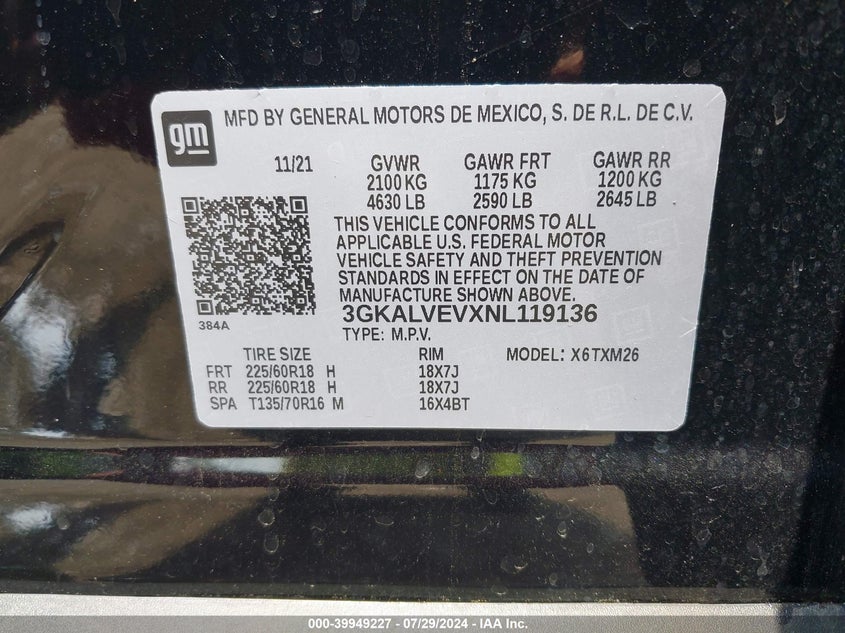 gm
MFD BY GENERAL MOTORS DE MEXICO, S. DE R.L. DE C.V.
11/21 GVWR GAWR FRT GAWR RR
2100 KG 1175 KG 1200 KG
4630 LB 2590 LB 2645 LB
THIS VEHICLE CONFORMS TO ALL
APPLICABLE U.S. FEDERAL MOTOR
VEHICLE SAFETY AND THEFT PREVENTION
STANDARDS IN EFFECT ON THE DATE OF
MANUFACTURE SHOWN ABOVE.
384A 3GKALVEVXNL119136
TYPE: M.P.V.
TIRE SIZE RIM MODEL: X6TXM26
FRT 225/60R18 H 18X7J
RR 225/60R18 H 18X7J
SPA T135/70R16 M 16X4BT
000-39949227 - 07/29/2024 - IAA Inc.